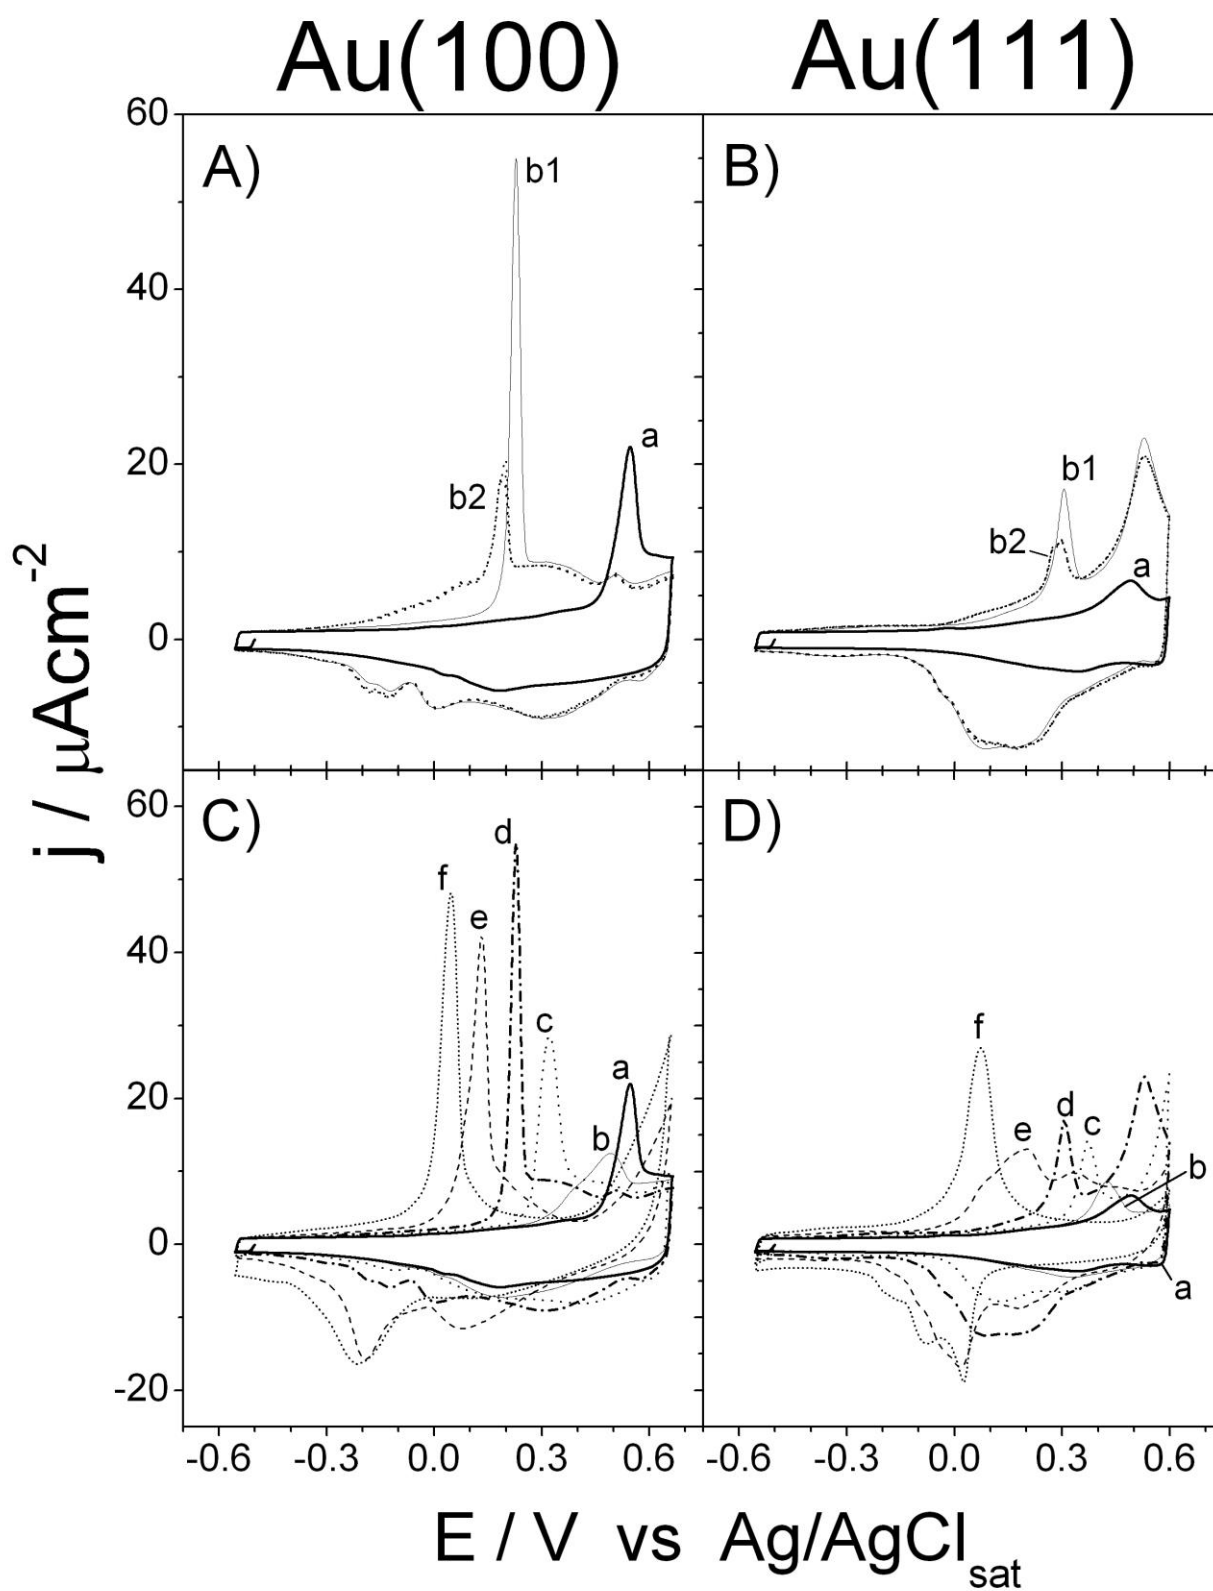 Au(100) Au(111)
60
A) B)
b1
40
20
a
b2
b1
b2
a
0
j / μAcm-2
60
C) D)
d
f
e
40
c
f
a
20
b
e d c
b
0
a
-20
-0.6 -0.3 0.0 0.3 0.6 -0.6 -0.3 0.0 0.3 0.6
E / V vs Ag/AgClsat